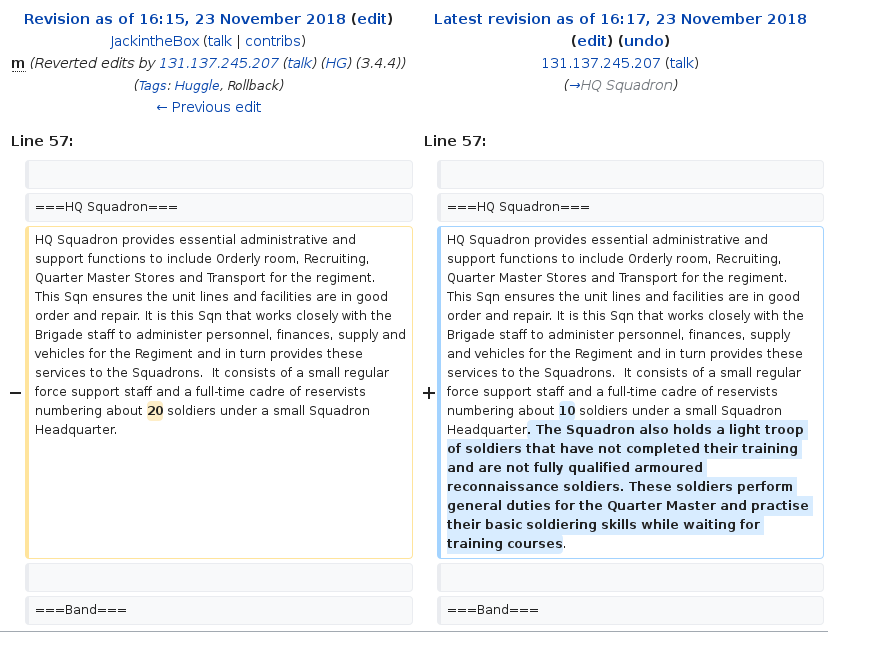 Revision as of 16:15, 23 November 2018 (edit)
JackintheBox (talk | contribs)
m (Reverted edits by 131.137.245.207 (talk) (HG) (3.4.4))
(Tags: Huggle, Rollback)
← Previous edit
Latest revision as of 16:17, 23 November 2018
(edit) (undo)
131.137.245.207 (talk)
(→HQ Squadron)
Line 57:
Line 57:
===HQ Squadron===
===HQ Squadron===
−
HQ Squadron provides essential administrative and
support functions to include Orderly room, Recruiting,
Quarter Master Stores and Transport for the regiment.
This Sqn ensures the unit lines and facilities are in good
order and repair. It is this Sqn that works closely with the
Brigade staff to administer personnel, finances, supply and
vehicles for the Regiment and in turn provides these
services to the Squadrons.  It consists of a small regular
force support staff and a full-time cadre of reservists
numbering about 20 soldiers under a small Squadron
Headquarter.
+
HQ Squadron provides essential administrative and
support functions to include Orderly room, Recruiting,
Quarter Master Stores and Transport for the regiment.
This Sqn ensures the unit lines and facilities are in good
order and repair. It is this Sqn that works closely with the
Brigade staff to administer personnel, finances, supply
and vehicles for the Regiment and in turn provides these
services to the Squadrons.  It consists of a small regular
force support staff and a full-time cadre of reservists
numbering about 10 soldiers under a small Squadron
Headquarter. The Squadron also holds a light troop
of soldiers that have not completed their training
and are not fully qualified armoured
reconnaissance soldiers. These soldiers perform
general duties for the Quarter Master and practise
their basic soldiering skills while waiting for
training courses.
===Band===
===Band===